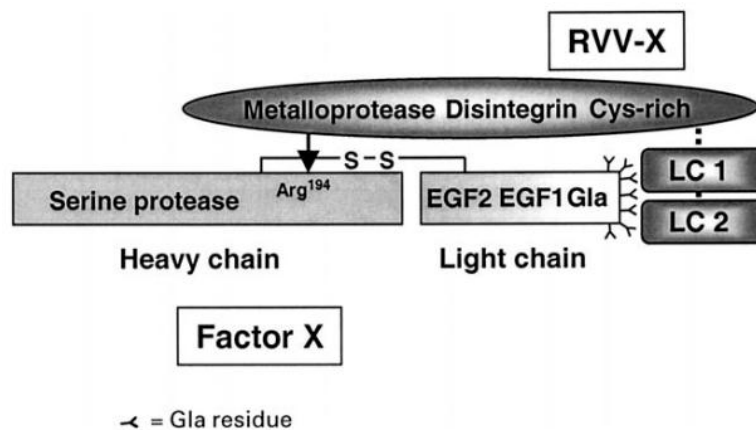 RVV-X
Metalloprotease Disintegrin Cys-rich
S-S
LC 1
Arg194
Serine protease
EGF2 EGF1 Gla
LC 2
Heavy chain
Light chain
Factor X
= Gla residue